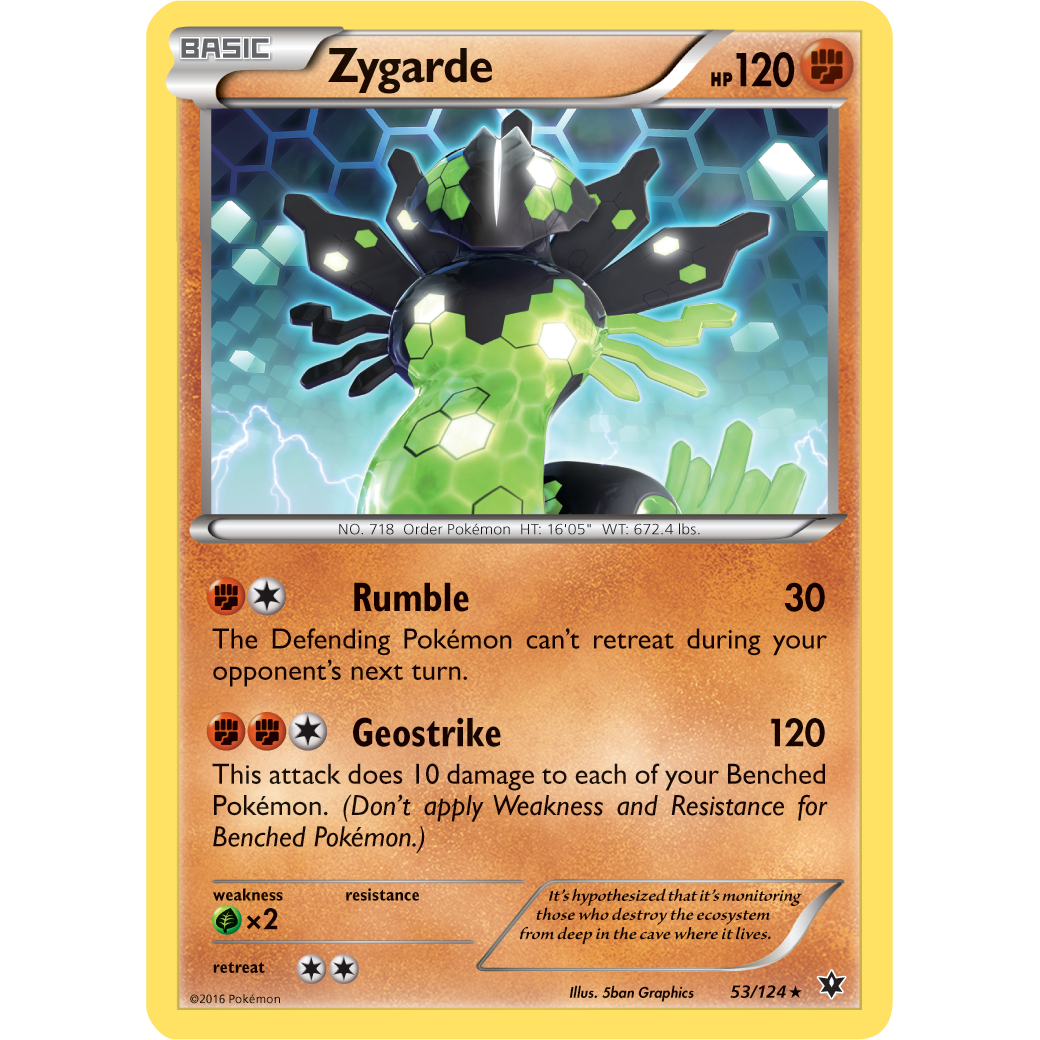 BASIC Zygarde HP 120
NO. 718 Order Pokémon HT: 16'05" WT: 672.4 lbs.
Rumble 30
The Defending Pokémon can't retreat during your
opponent's next turn.
Geostrike 120
This attack does 10 damage to each of your Benched
Pokémon. (Don't apply Weakness and Resistance for
Benched Pokémon.)
weakness resistance
×2
It's hypothesized that it's monitoring
those who destroy the ecosystem
from deep in the cave where it lives.
retreat
©2016 Pokémon
Illus. 5ban Graphics 53/124 ★